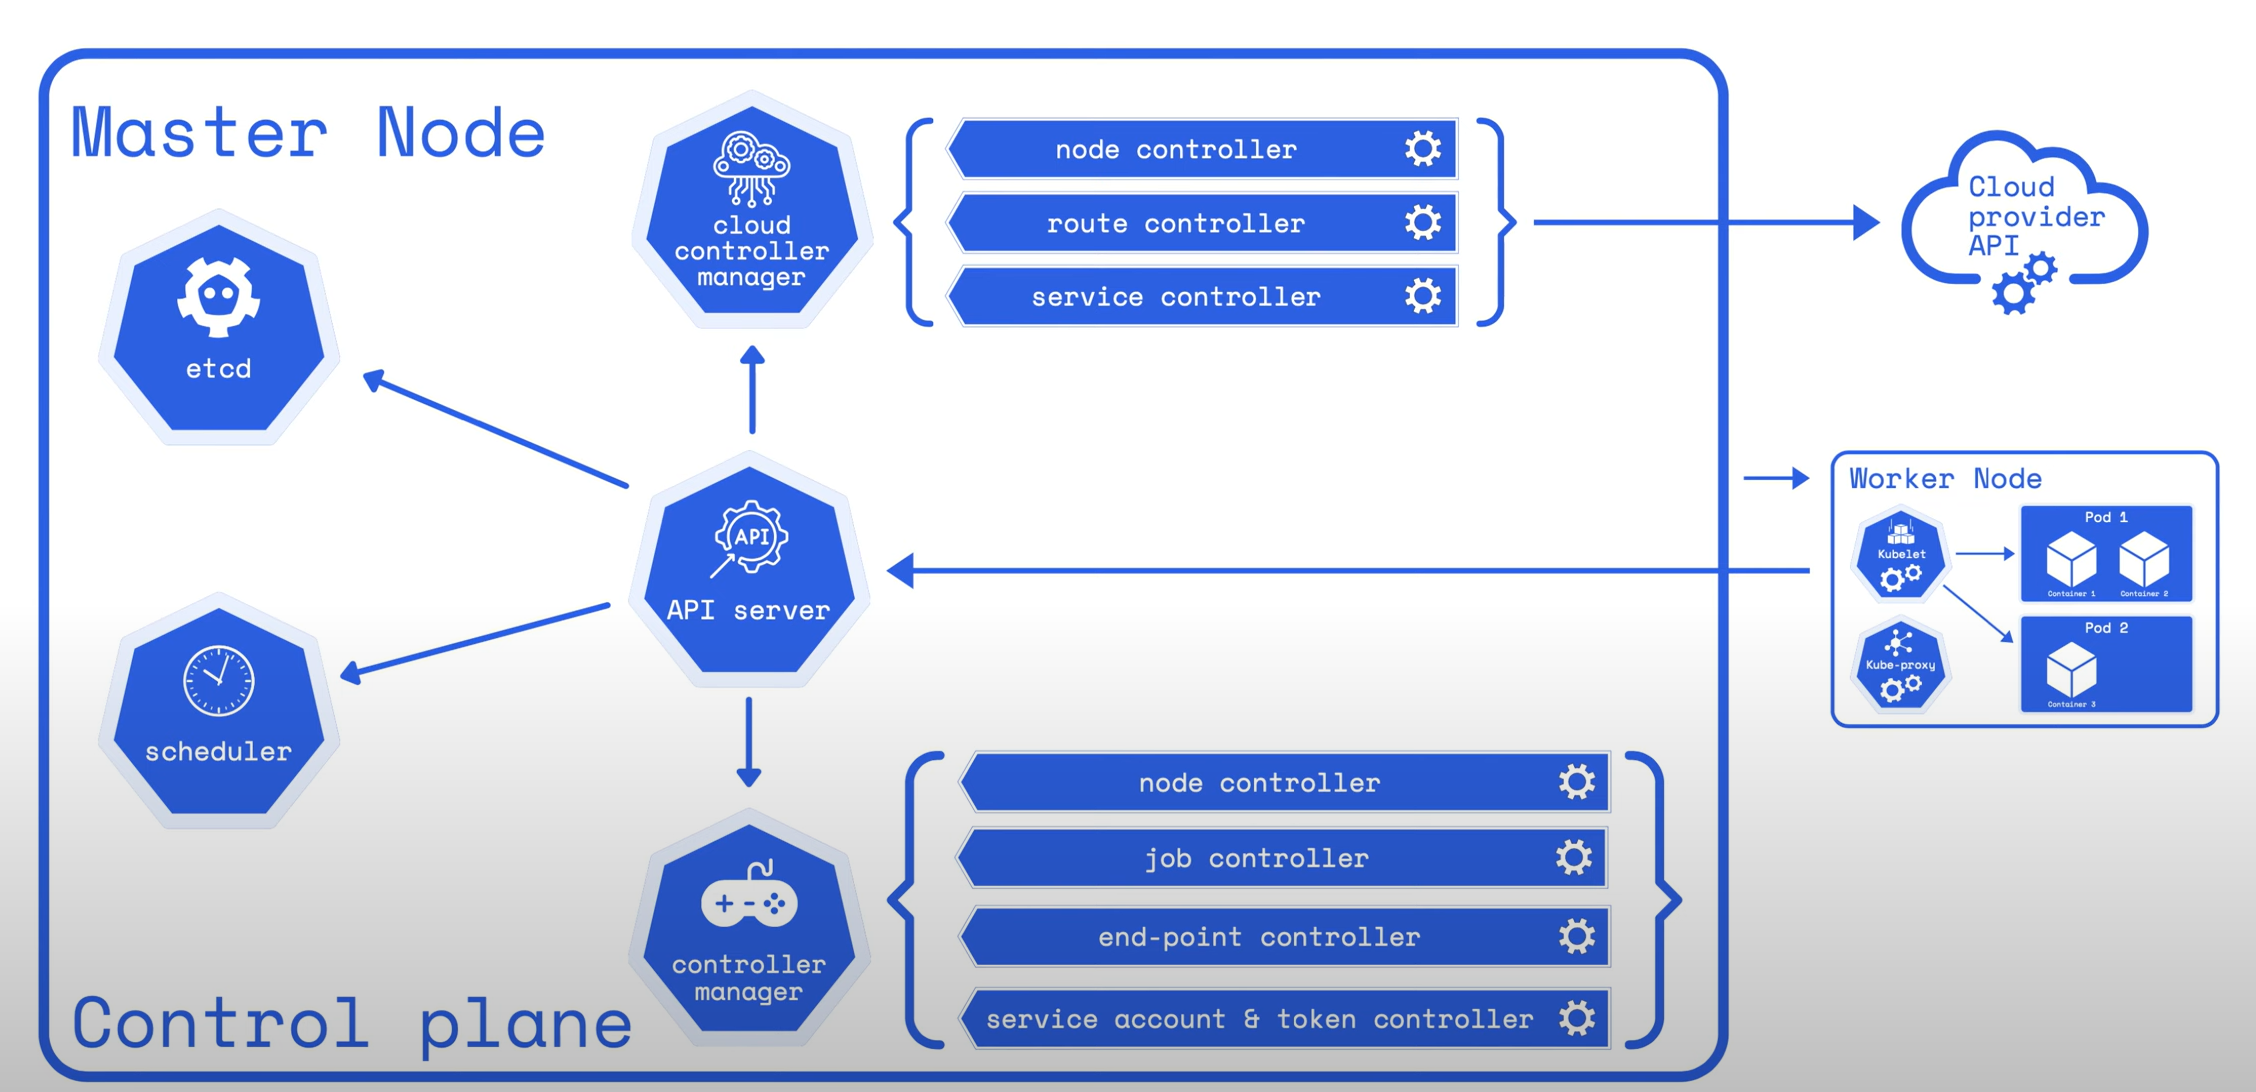 Master Node
cloud
controller
manager
node controller
route controller
service controller
Cloud
provider
API
etcd
API
API server
scheduler
Worker Node
Kubelet
Pod 1
Container 1
Container 2
Kube-proxy
Pod 2
Container 3
controller
manager
node controller
job controller
end-point controller
service account & token controller
Control plane